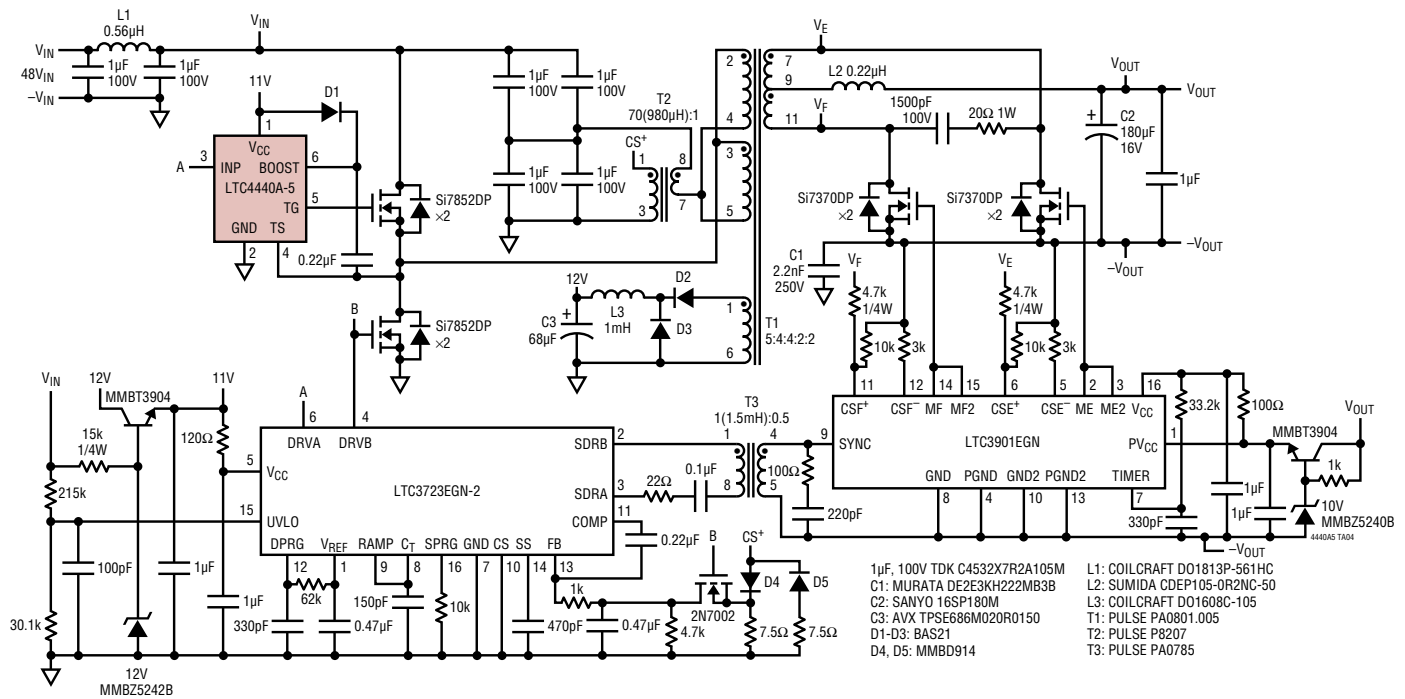 L1
0.56µH
VIN
VIN
48VIN
–VIN
1µF
100V
1µF
100V
11V
D1
1
VCC
A
3
INP
BOOST
6
LTC4440A-5
TG
5
GND
TS
2
4
0.22µF
Si7852DP
×2
B
Si7852DP
×2
1µF
100V
1µF
100V
1µF
100V
1µF
100V
T2
70(980µH):1
CS+
1
8
3
7
2
4
3
5
1
6
T1
5:4:4:2:2
12V
L3
1mH
D2
D3
C3
68µF
+
7
9
11
VE
L2 0.22µH
VF
1500pF
100V
20Ω 1W
VOUT
VOUT
C2
180µF
16V
+
1µF
Si7370DP
×2
Si7370DP
×2
–VOUT
–VOUT
C1
2.2nF
250V
VF
4.7k
1/4W
10k
3k
VE
4.7k
1/4W
10k
3k
11
12
14
15
6
5
2
3
16
CSF+
CSF–
MF
MF2
CSE+
CSE–
ME
ME2
VCC
9
SYNC
LTC3901EGN
PVCC
1
GND
PGND
GND2
PGND2
TIMER
8
4
10
13
7
33.2k
100Ω
VOUT
MMBT3904
1k
1µF
1µF
330pF
10V
MMBZ5240B
4440A5 TA04
–VOUT
VIN
12V
MMBT3904
11V
15k
1/4W
120Ω
215k
A
6
4
DRVA
DRVB
5
VCC
LTC3723EGN-2
15
UVLO
SDRB
2
SDRA
3
COMP
11
DPRG
VREF
RAMP
CT
SPRG
GND
CS
SS
FB
12
1
9
8
16
7
10
14
13
T3
1(1.5mH):0.5
1
4
8
5
22Ω
0.1µF
100Ω
220pF
0.22µF
100pF
1µF
1µF
62k
330pF
0.47µF
150pF
10k
470pF
1k
0.47µF
4.7k
B
2N7002
CS+
D4
D5
7.5Ω
7.5Ω
30.1k
12V
MMBZ5242B
1µF, 100V TDK C4532X7R2A105M
C1: MURATA DE2E3KH222MB3B
C2: SANYO 16SP180M
C3: AVX TPSE686M020R0150
D1-D3: BAS21
D4, D5: MMBD914
L1: COILCRAFT DO1813P-561HC
L2: SUMIDA CDEP105-0R2NC-50
L3: COILCRAFT DO1608C-105
T1: PULSE PA0801.005
T2: PULSE P8207
T3: PULSE PA0785